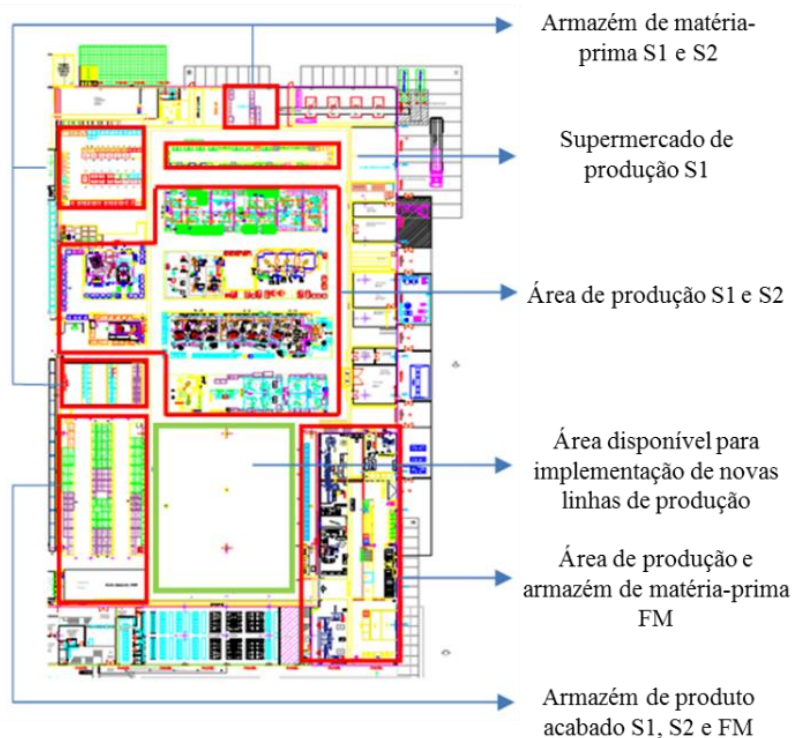 Armazém de matéria-
prima S1 e S2
Supermercado de
produção S1
Área de produção S1 e S2
Área disponível para
implementação de novas
linhas de produção
Área de produção e
armazém de matéria-prima
FM
Armazém de produto
acabado S1, S2 e FM